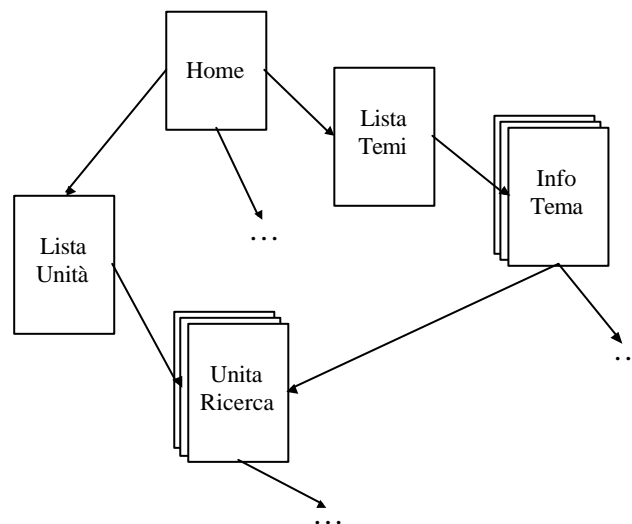 Home
Lista
Temi
Info
Tema
...
Lista
Unità
..
Unita
Ricerca
...